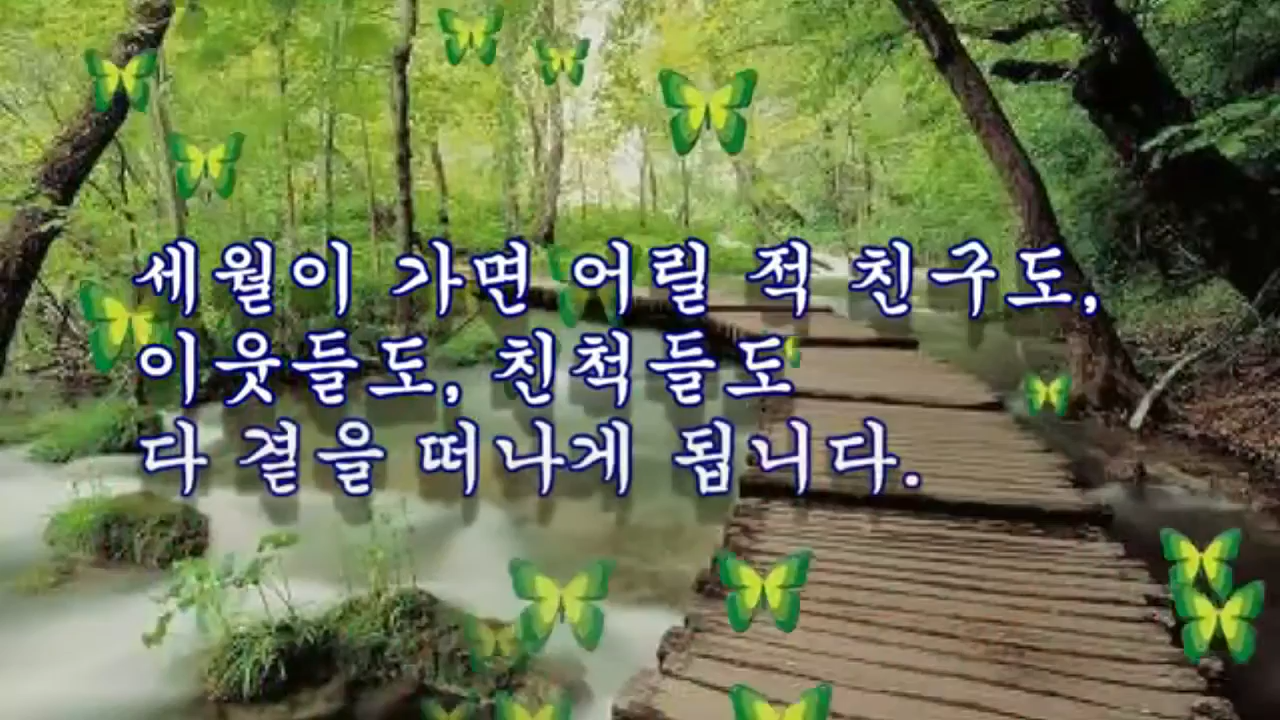 세월이 가면 어릴 적 친구도,
이웃들도, 친척들도
다 곁을 떠나게 됩니다.